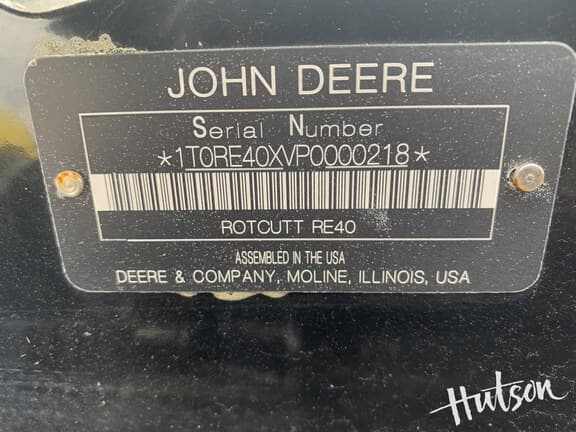 JOHN DEERE
Serial Number
*1T0RE40XVP0000218*
ROTCUTT RE40
ASSEMBLED IN THE USA
DEERE & COMPANY, MOLINE, ILLINOIS, USA
Hutson